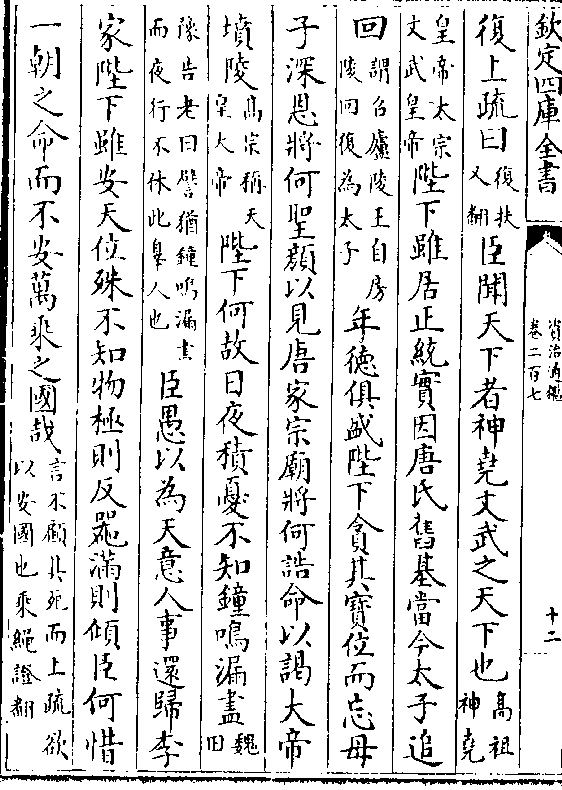 欽定四庫全書
資治通鑑
卷二百七
十二
復上疏曰復扶又翻臣聞天下者神堯文武之天下也高祖神堯
皇帝太宗文武皇帝陛下雖居正統實因唐氏舊基當今太子追
回謂召廬陵王自房陵回復為太子年德俱盛陛下貪其寶位而忘母
子深恩將何聖顔以見唐家宗廟將何誥命以謁大帝
墳陵高宗稱天皇大帝陛下何故日夜積憂不知鐘鳴漏盡魏田
豫告老曰譬猶鐘鳴漏盡而夜行不休此辠人也臣愚以為天意人事還歸李
家陛下雖安天位殊不知物極則反器滿則傾臣何惜
一朝之命而不安萬乘之國哉言不顧其死而上疏欲以安國也乘繩證翻